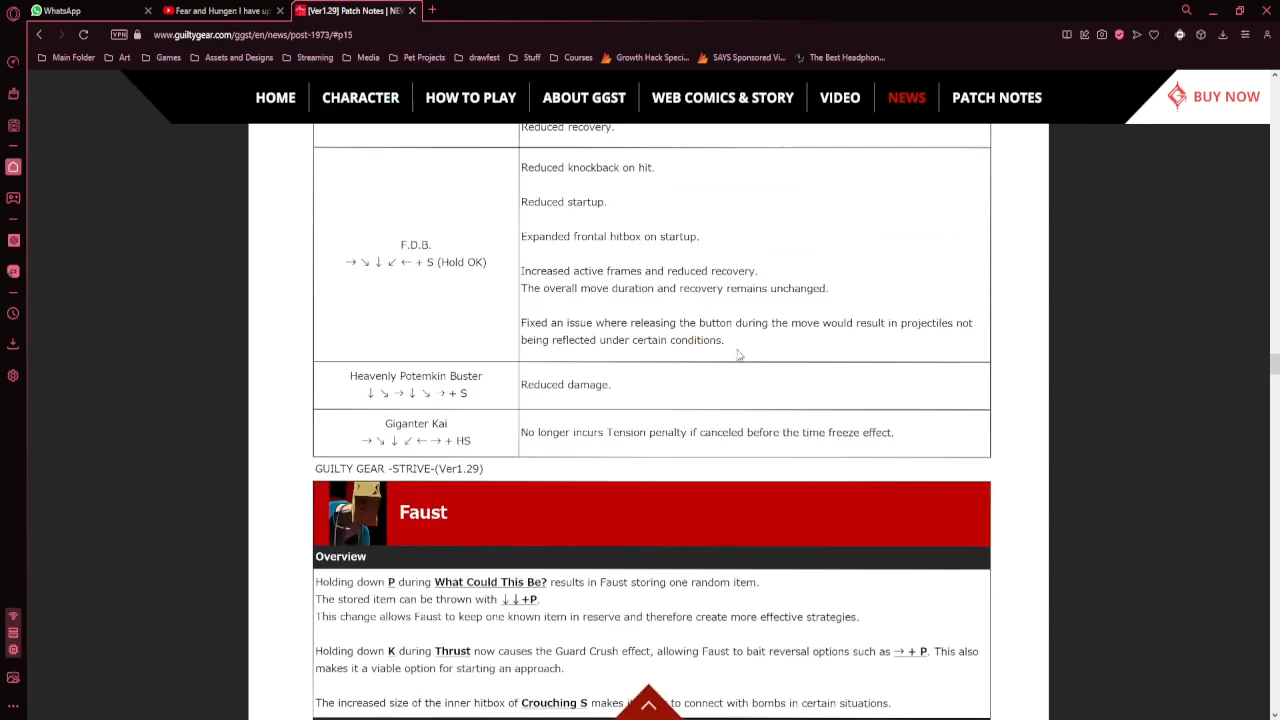 WhatsApp
Fear and Hunger: I have up
[Ver1.29] Patch Notes | NE
VPN
www.guiltygear.com/ggst/en/news/post-1973/#p15
Main Folder
Art
Games
Assets and Designs
Streaming
Media
Pet Projects
drawfest
Stuff
Courses
Growth Hack Speci...
SAYS Sponsored Vi...
The Best Headphon...
HOME
CHARACTER
HOW TO PLAY
ABOUT GGST
WEB COMICS & STORY
VIDEO
NEWS
PATCH NOTES
BUY NOW
Reduced recovery.
F.D.B.
→ ↘ ↓ ↙ ← + S (Hold OK)
Reduced knockback on hit.
Reduced startup.
Expanded frontal hitbox on startup.
Increased active frames and reduced recovery.
The overall move duration and recovery remains unchanged.
Fixed an issue where releasing the button during the move would result in projectiles not
being reflected under certain conditions.
Heavenly Potemkin Buster
↓ ↘ → ↓ ↘ → + S
Reduced damage.
Giganter Kai
→ ↘ ↓ ↙ ← → + HS
No longer incurs Tension penalty if canceled before the time freeze effect.
GUILTY GEAR -STRIVE-(Ver1.29)
Faust
Overview
Holding down P during What Could This Be? results in Faust storing one random item.
The stored item can be thrown with ↓↓+P.
This change allows Faust to keep one known item in reserve and therefore create more effective strategies.
Holding down K during Thrust now causes the Guard Crush effect, allowing Faust to bait reversal options such as → + P. This also
makes it a viable option for starting an approach.
The increased size of the inner hitbox of Crouching S makes to connect with bombs in certain situations.